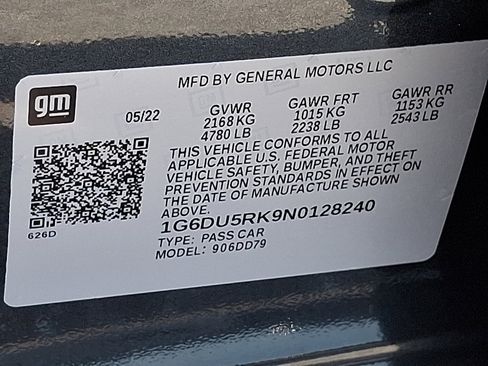 MFD BY GENERAL MOTORS LLC
gm
05/22
GVWR
2168 KG
4780 LB
GAWR FRT
1015 KG
2238 LB
GAWR RR
1153 KG
2543 LB
THIS VEHICLE CONFORMS TO ALL
APPLICABLE U.S. FEDERAL MOTOR
VEHICLE SAFETY, BUMPER, AND THEFT
PREVENTION STANDARDS IN EFFECT ON
THE DATE OF MANUFACTURE SHOWN
ABOVE.
1G6DU5RK9N0128240
TYPE: PASS CAR
MODEL: 906DD79
626D